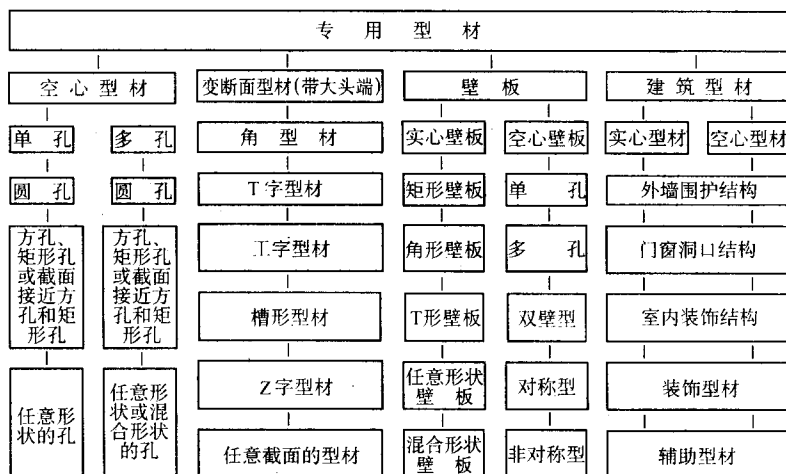 专用型材
空心型材
变断面型材(带大头端)
壁板
建筑型材
单孔
多孔
角型材
实心壁板
空心壁板
实心型材
空心型材
圆孔
圆孔
T字型材
矩形壁板
单孔
外墙围护结构
方孔、
矩形孔
或截面
接近方
孔和矩
形孔
方孔、
矩形孔
或截面
接近方
孔和矩
形孔
工字型材
角形壁板
多孔
门窗洞口结构
槽形型材
T形壁板
双壁型
室内装饰结构
任意形
状的孔
任意形
状或混
合形状
的孔
Z字型材
任意形状
壁板
对称型
装饰型材
任意截面的型材
混合形状
壁板
非对称型
辅助型材